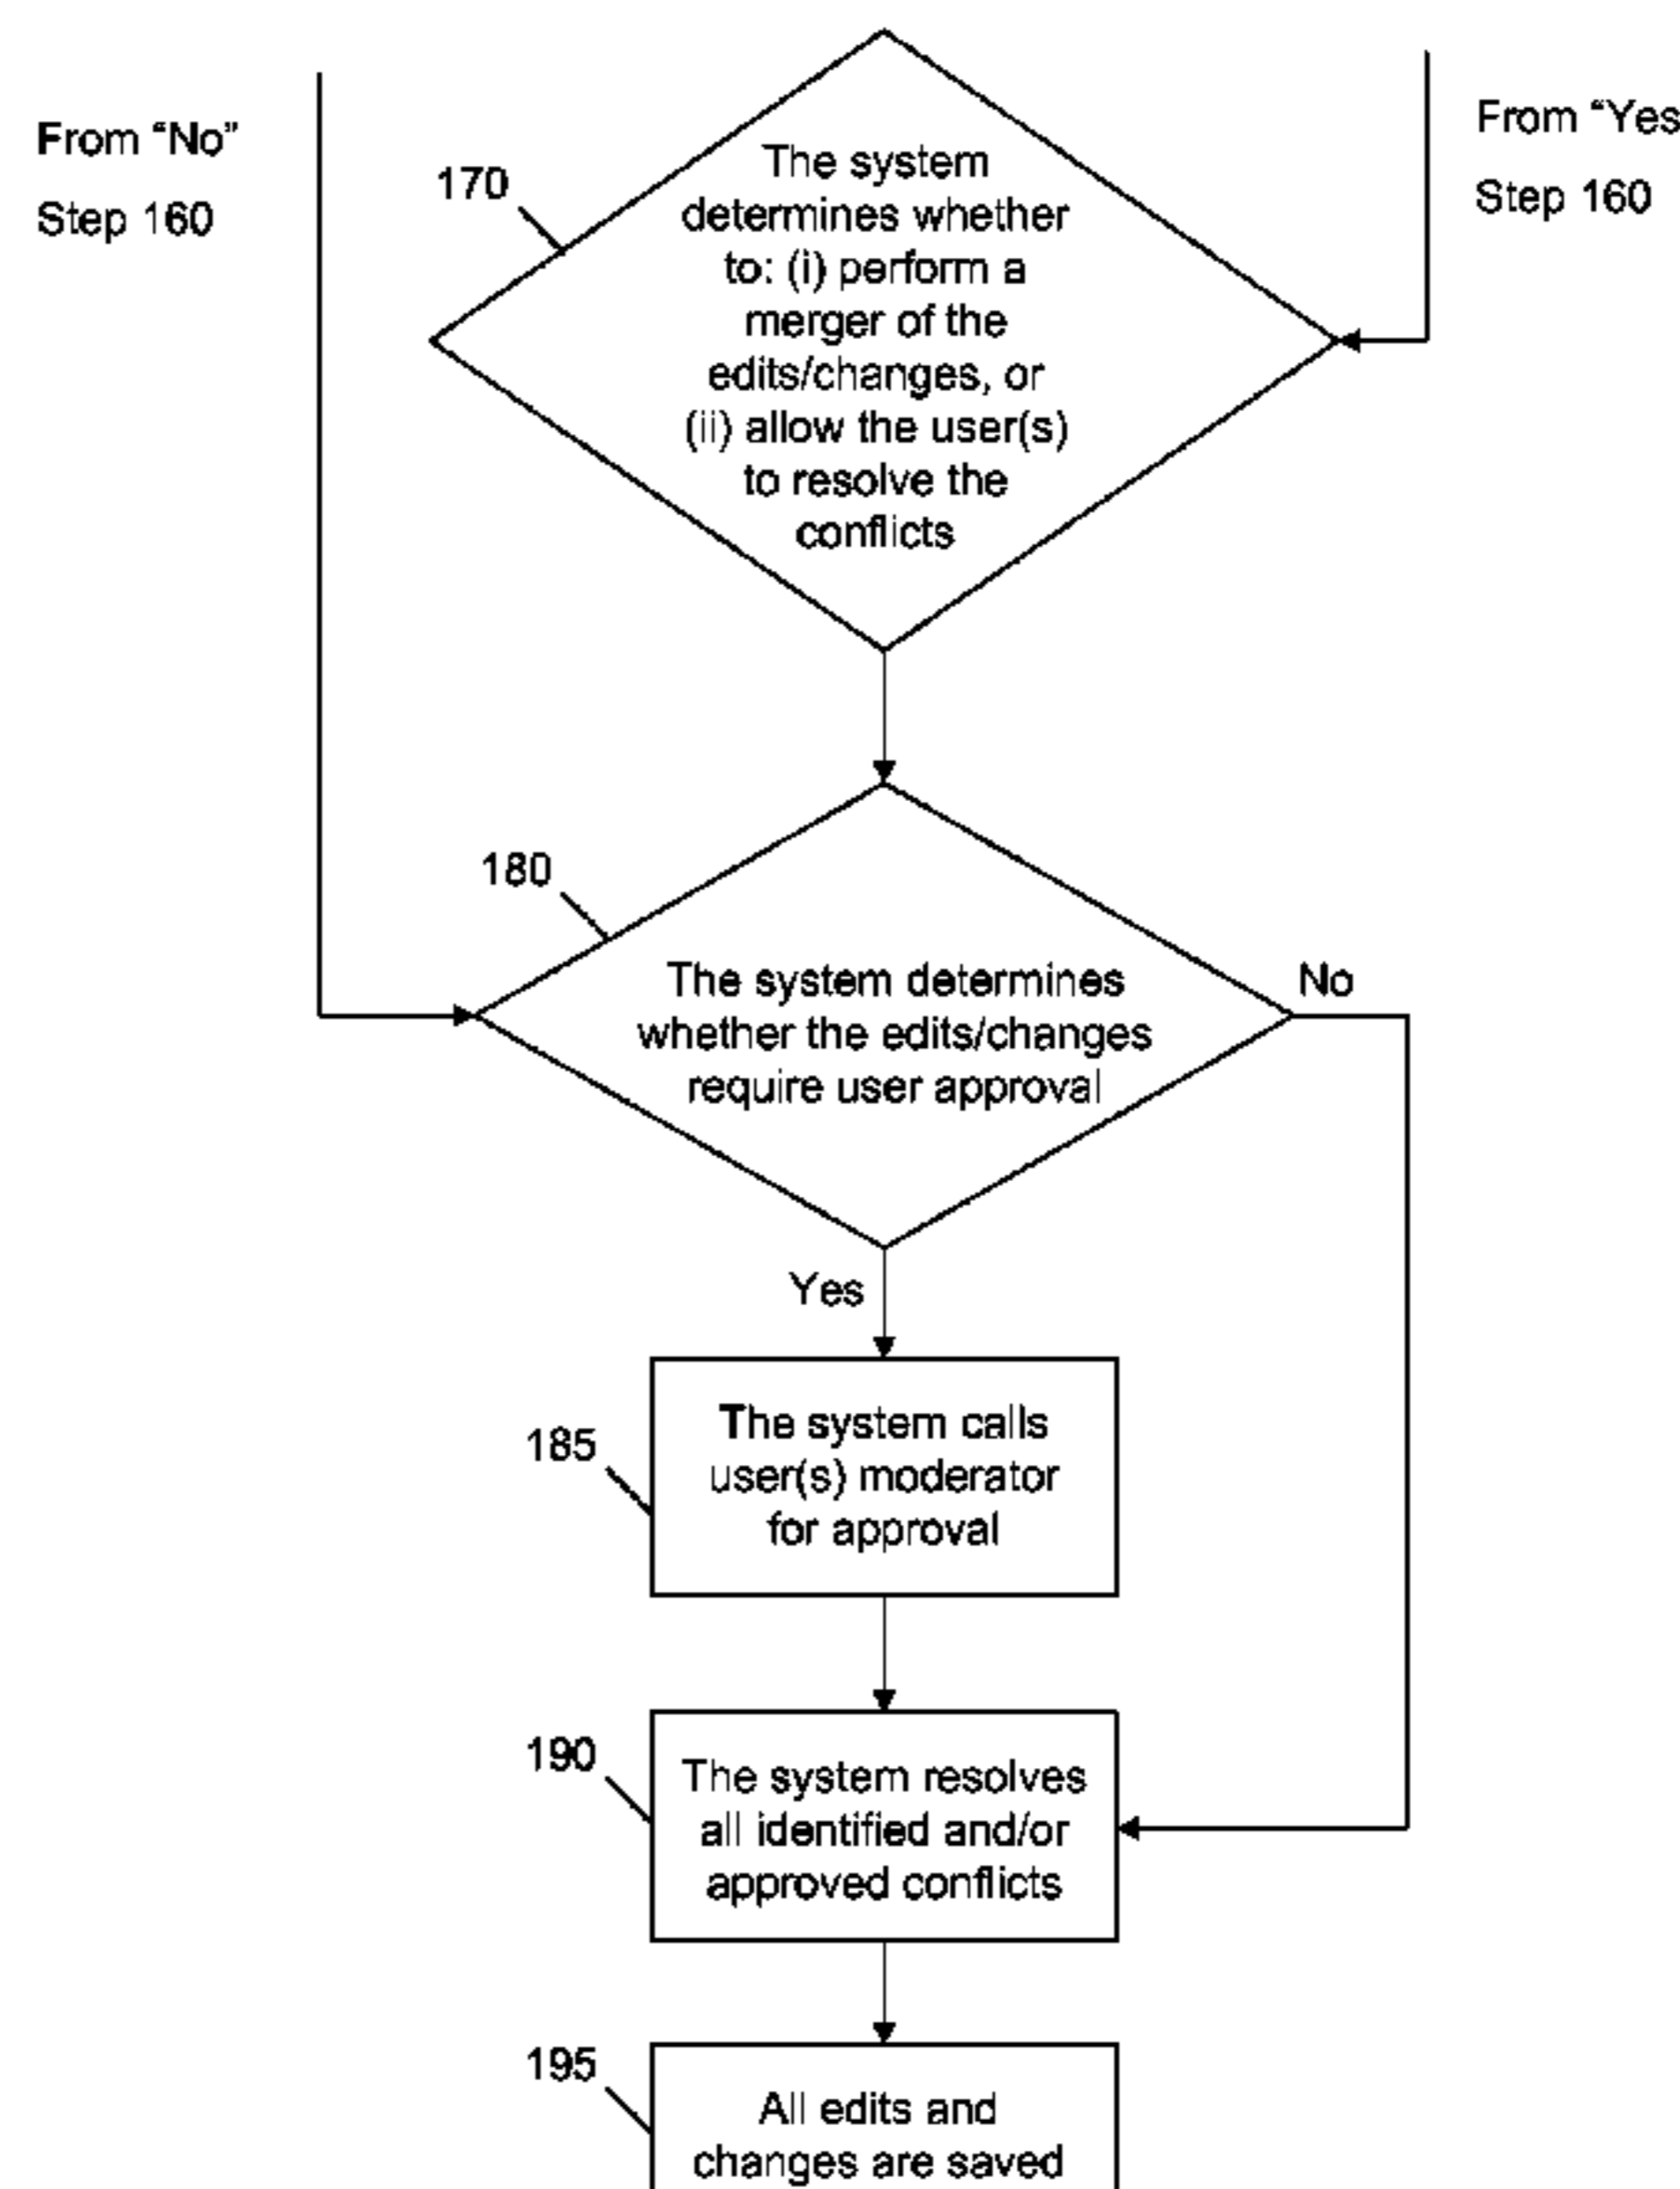 From “No”
Step 160
From “Yes
Step 160
170
The system
determines whether
to: (i) perform a
merger of the
edits/changes, or
(ii) allow the user(s)
to resolve the
conflicts
180
The system determines
whether the edits/changes
require user approval
No
Yes
185
The system calls
user(s) moderator
for approval
190
The system resolves
all identified and/or
approved conflicts
195
All edits and
changes are saved